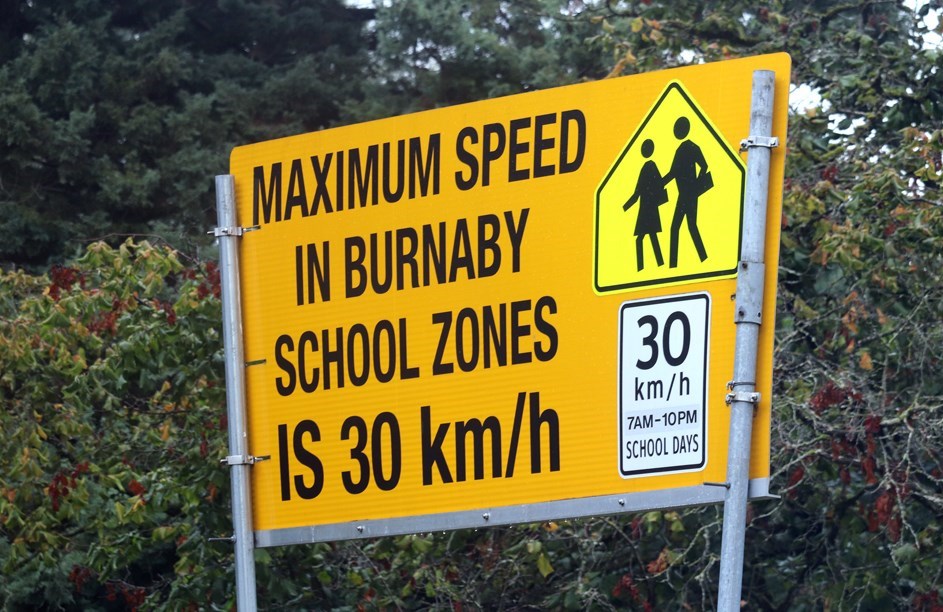 MAXIMUM SPEED
IN BURNABY
SCHOOL ZONES
IS 30 km/h
30
km/h
7AM-10PM
SCHOOL DAYS